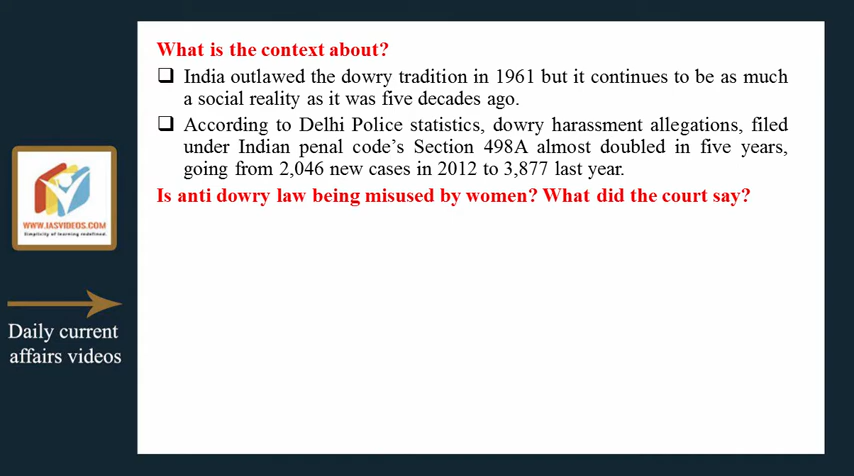 What is the context about?
India outlawed the dowry tradition in 1961 but it continues to be as much
a social reality as it was five decades ago.
According to Delhi Police statistics, dowry harassment allegations, filed
under Indian penal code's Section 498A almost doubled in five years,
going from 2,046 new cases in 2012 to 3,877 last year.
Is anti dowry law being misused by women? What did the court say?
WWW.IASVIDEOS.COM
Simplicity of learning redefined.
Daily current
affairs videos